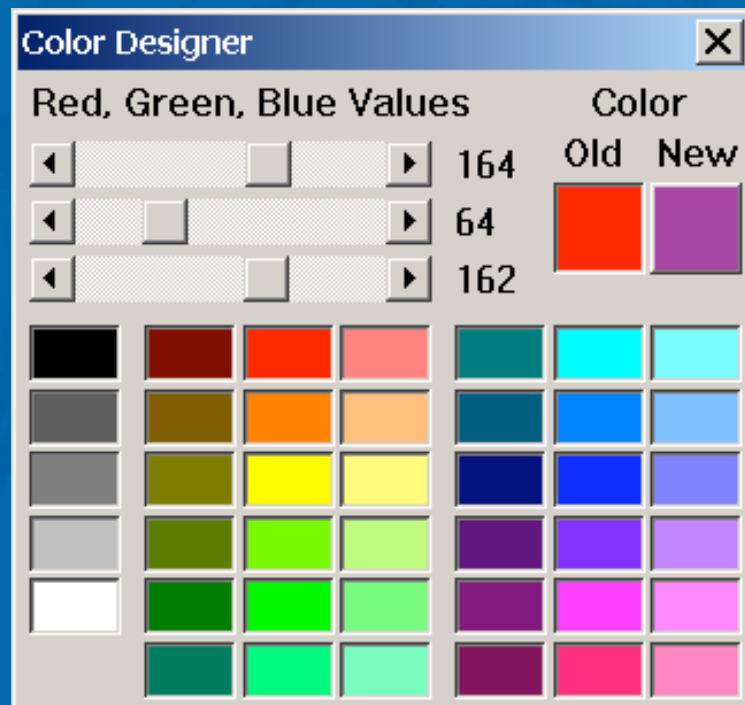 Color Designer
Red, Green, Blue Values
Color
Old New
164
64
162